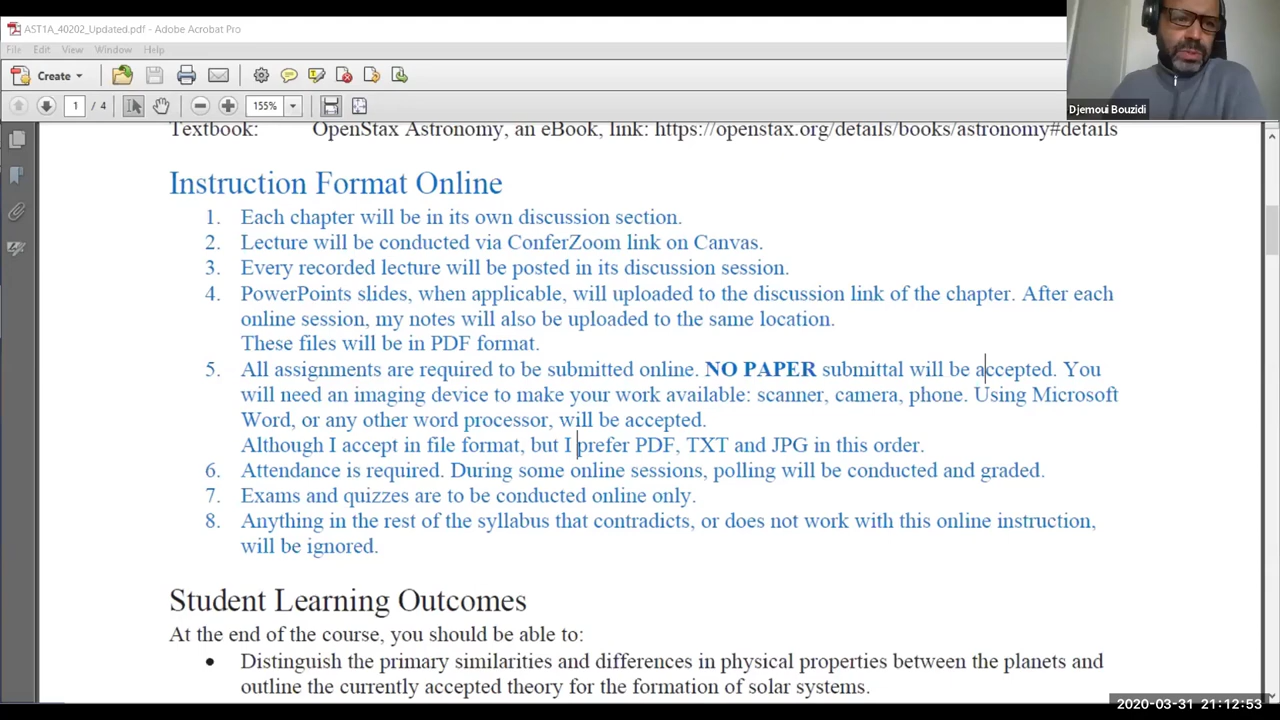 AST1A_40202_Updated.pdf - Adobe Acrobat Pro
File Edit View Window Help
Create
1 / 4 155%
Djemoui Bouzidi
Textbook: OpenStax Astronomy, an eBook, link: https://openstax.org/details/books/astronomy#details
Instruction Format Online
1. Each chapter will be in its own discussion section.
2. Lecture will be conducted via ConferZoom link on Canvas.
3. Every recorded lecture will be posted in its discussion session.
4. PowerPoints slides, when applicable, will uploaded to the discussion link of the chapter. After each
online session, my notes will also be uploaded to the same location.
These files will be in PDF format.
5. All assignments are required to be submitted online. NO PAPER submittal will be accepted. You
will need an imaging device to make your work available: scanner, camera, phone. Using Microsoft
Word, or any other word processor, will be accepted.
Although I accept in file format, but I prefer PDF, TXT and JPG in this order.
6. Attendance is required. During some online sessions, polling will be conducted and graded.
7. Exams and quizzes are to be conducted online only.
8. Anything in the rest of the syllabus that contradicts, or does not work with this online instruction,
will be ignored.
Student Learning Outcomes
At the end of the course, you should be able to:
• Distinguish the primary similarities and differences in physical properties between the planets and
outline the currently accepted theory for the formation of solar systems.
2020-03-31 21:12:53